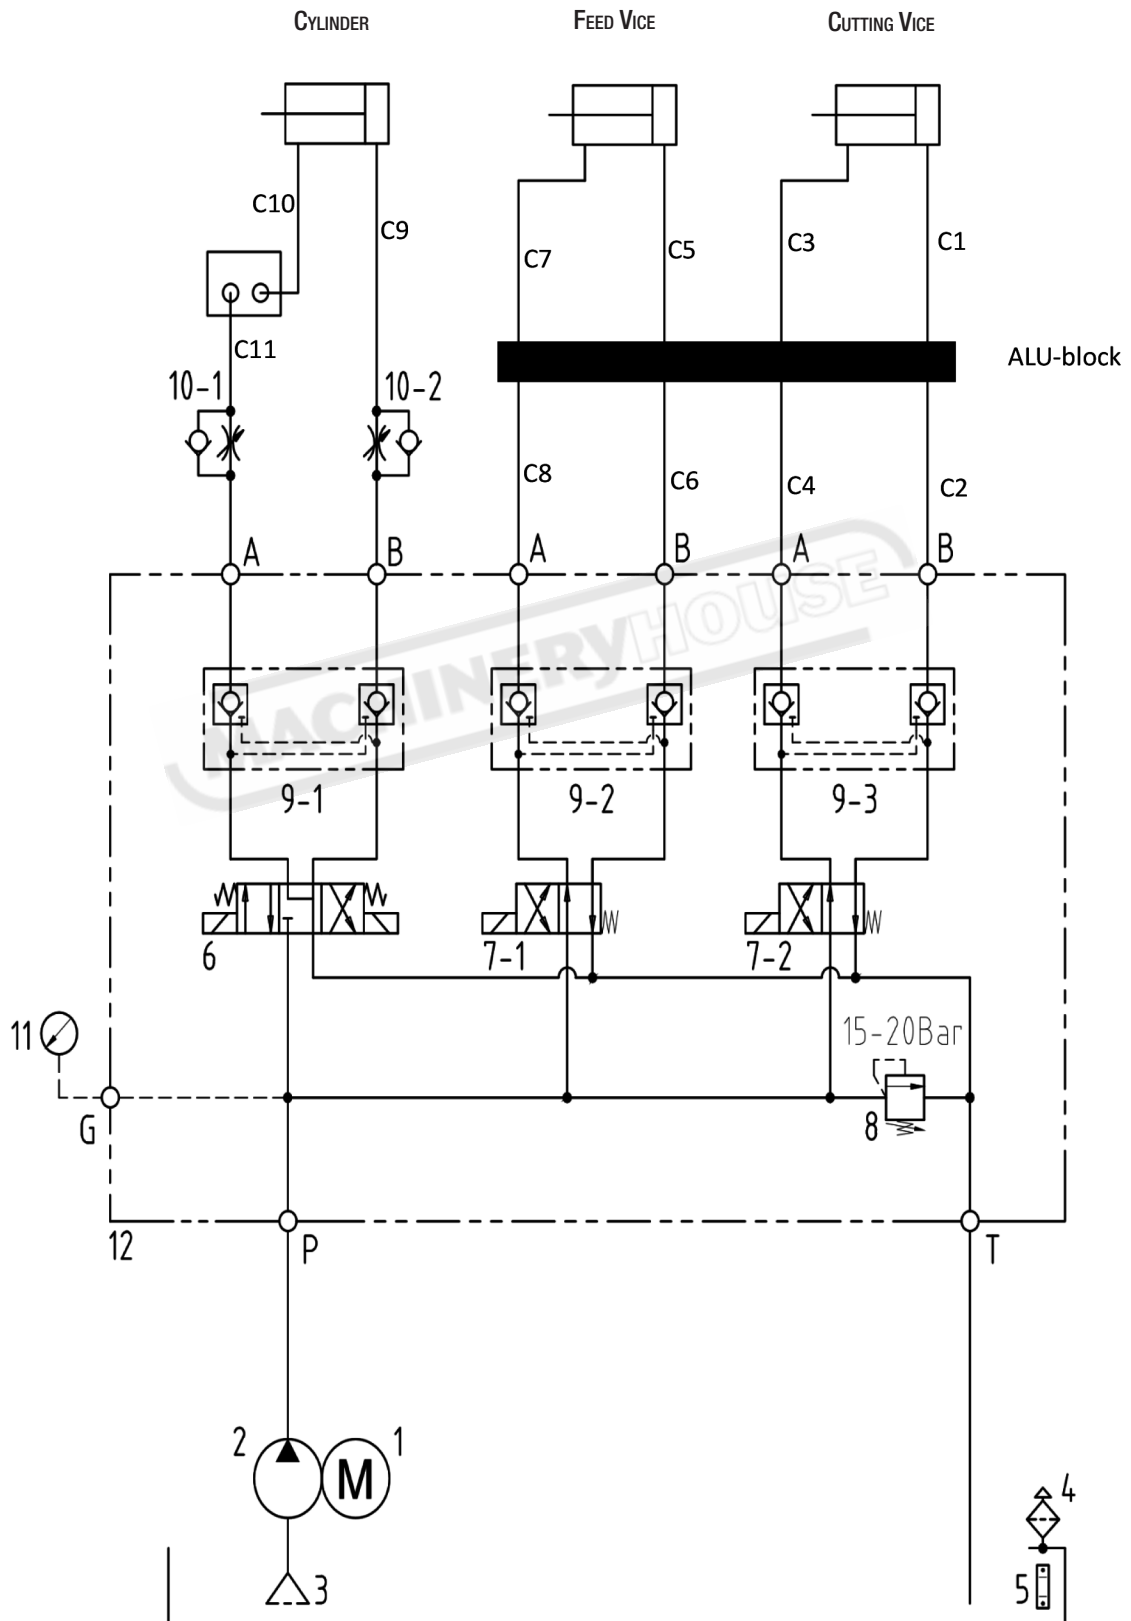 Cylinder Feed Vice Cutting Vice
C10
C9
C7
C5
C3
C1
C11
ALU-block
10-1
10-2
C8
C6
C4
C2
A B A B A B
MACHINERYHOUSE
9-1 9-2 9-3
6 7-1 7-2
11
15-20Bar
G
8
12
P
T
2
M
1
4
3
5